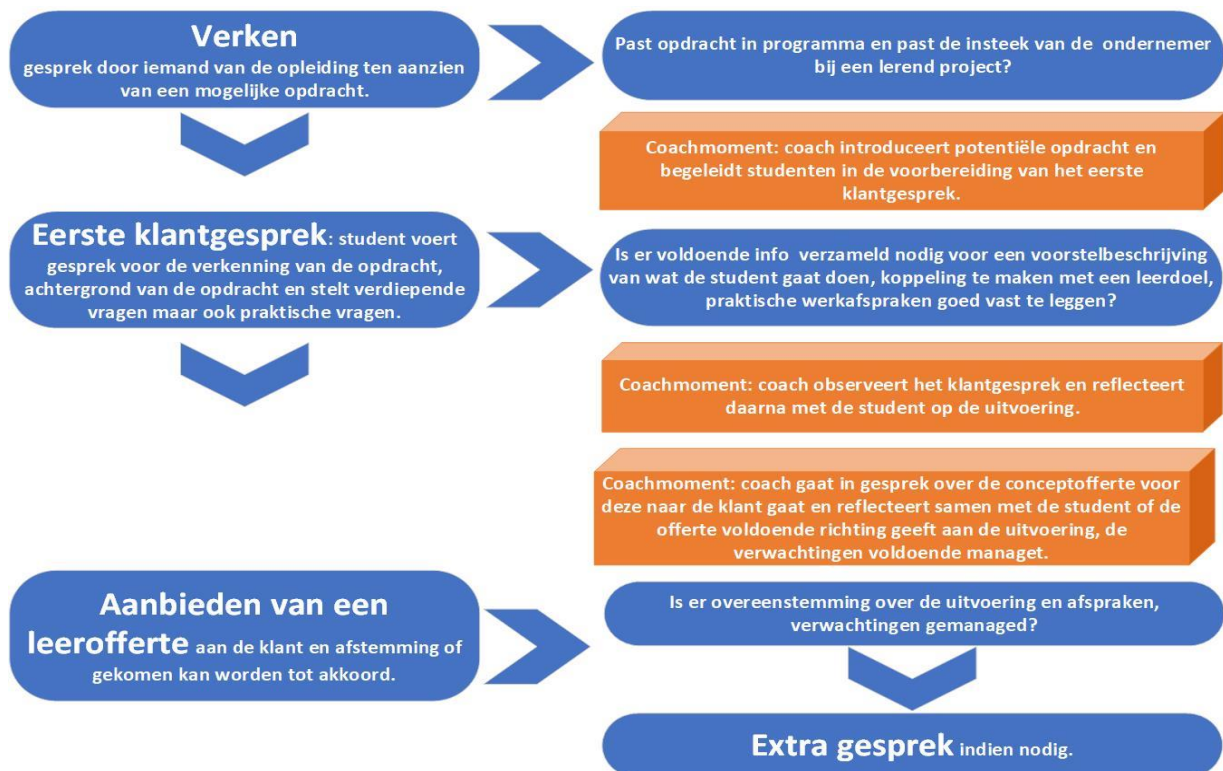 Verken
gesprek door iemand van de opleiding ten aanzien
van een mogelijke opdracht.
Past opdracht in programma en past de insteek van de ondernemer
bij een lerend project?
Coachmoment: coach introduceert potentiële opdracht en
begeleidt studenten in de voorbereiding van het eerste
klantgesprek.
Eerste klantgesprek: student voert
gesprek voor de verkenning van de opdracht,
achtergrond van de opdracht en stelt verdiepende
vragen maar ook praktische vragen.
Is er voldoende info verzameld nodig voor een voorstelbeschrijving
van wat de student gaat doen, koppeling te maken met een leerdoel,
praktische werkafspraken goed vast te leggen?
Coachmoment: coach observeert het klantgesprek en reflecteert
daarna met de student op de uitvoering.
Coachmoment: coach gaat in gesprek over de conceptofferte voor
deze naar de klant gaat en reflecteert samen met de student of de
offerte voldoende richting geeft aan de uitvoering, de
verwachtingen voldoende managet.
Aanbieden van een
leerofferte aan de klant en afstemming of
gekomen kan worden tot akkoord.
Is er overeenstemming over de uitvoering en afspraken,
verwachtingen gemanaged?
Extra gesprek indien nodig.